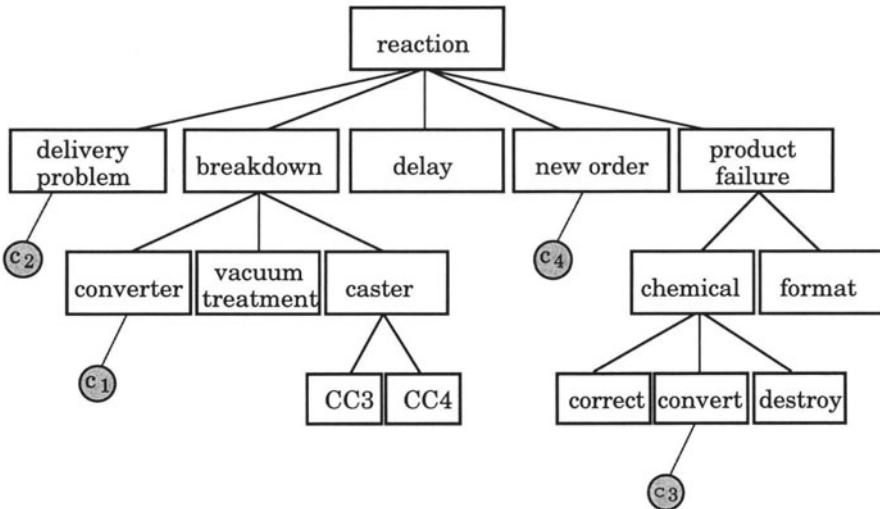 reaction
delivery
problem
breakdown
delay
new order
product
failure
c2
c4
converter
vacuum
treatment
caster
chemical
format
c1
CC3
CC4
correct
convert
destroy
c3